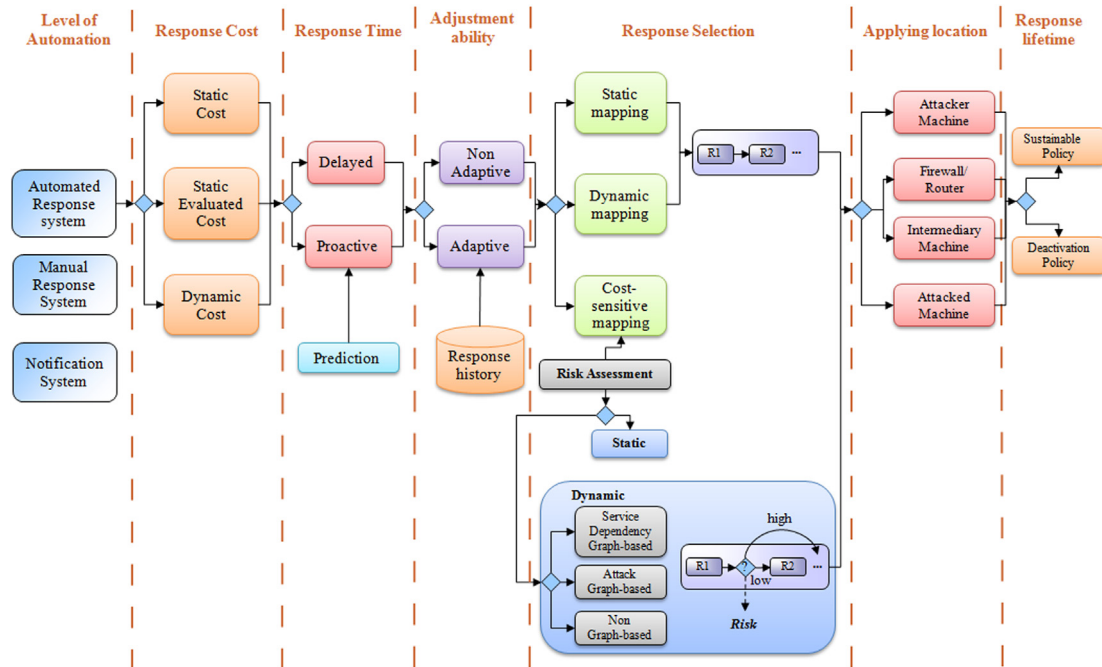 Level of
Automation
Response Cost
Response Time
Adjustment
ability
Response Selection
Applying location
Response
lifetime
Automated
Response
system
Manual
Response
System
Notification
System
Static
Cost
Static
Evaluated
Cost
Dynamic
Cost
Delayed
Proactive
Prediction
Non
Adaptive
Adaptive
Response
history
Static
mapping
Dynamic
mapping
Cost-
sensitive
mapping
R1
R2
...
Risk Assessment
Static
Dynamic
Service
Dependency
Graph-based
Attack
Graph-based
Non
Graph-based
high
R1
?
R2
...
low
Risk
Attacker
Machine
Firewall/
Router
Intermediary
Machine
Attacked
Machine
Sustainable
Policy
Deactivation
Policy